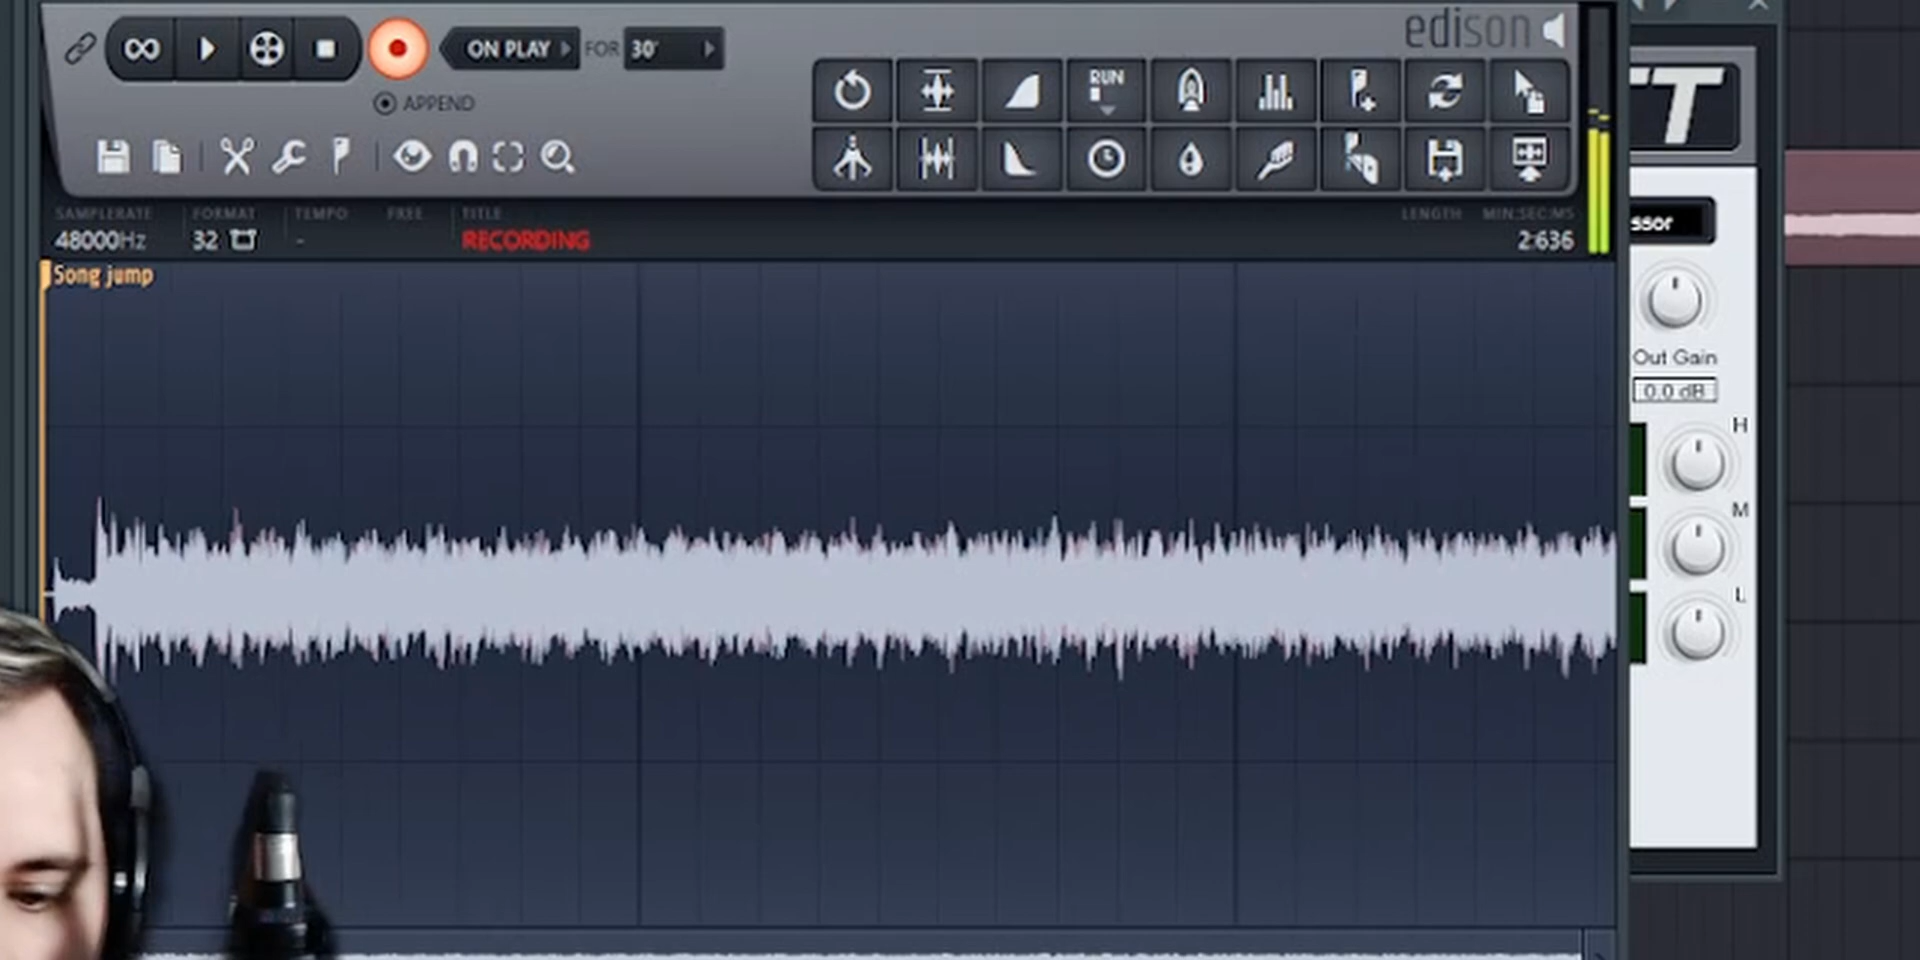 edison
ON PLAY FOR 30'
APPEND
RUN
TT
SAMPLERATE FORMAT TEMPO FREE TITLE LENGTH MIN:SEC:MS
48000Hz 32 - RECORDING 2:636
ssor
Song jump
Out Gain
0.0 dB
H
M
L